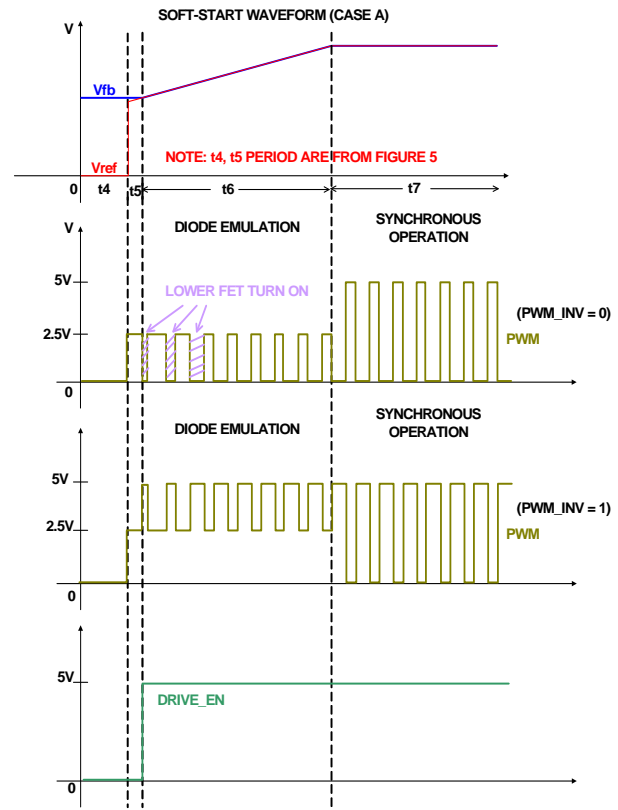 SOFT-START WAVEFORM (CASE A)
V
Vfb
Vref
NOTE: t4, t5 PERIOD ARE FROM FIGURE 5
0
t4
t5
t6
t7
V
DIODE EMULATION
SYNCHRONOUS
OPERATION
5V
LOWER FET TURN ON
(PWM_INV = 0)
2.5V
PWM
0
DIODE EMULATION
SYNCHRONOUS
OPERATION
5V
(PWM_INV = 1)
2.5V
PWM
0
5V
DRIVE_EN
0